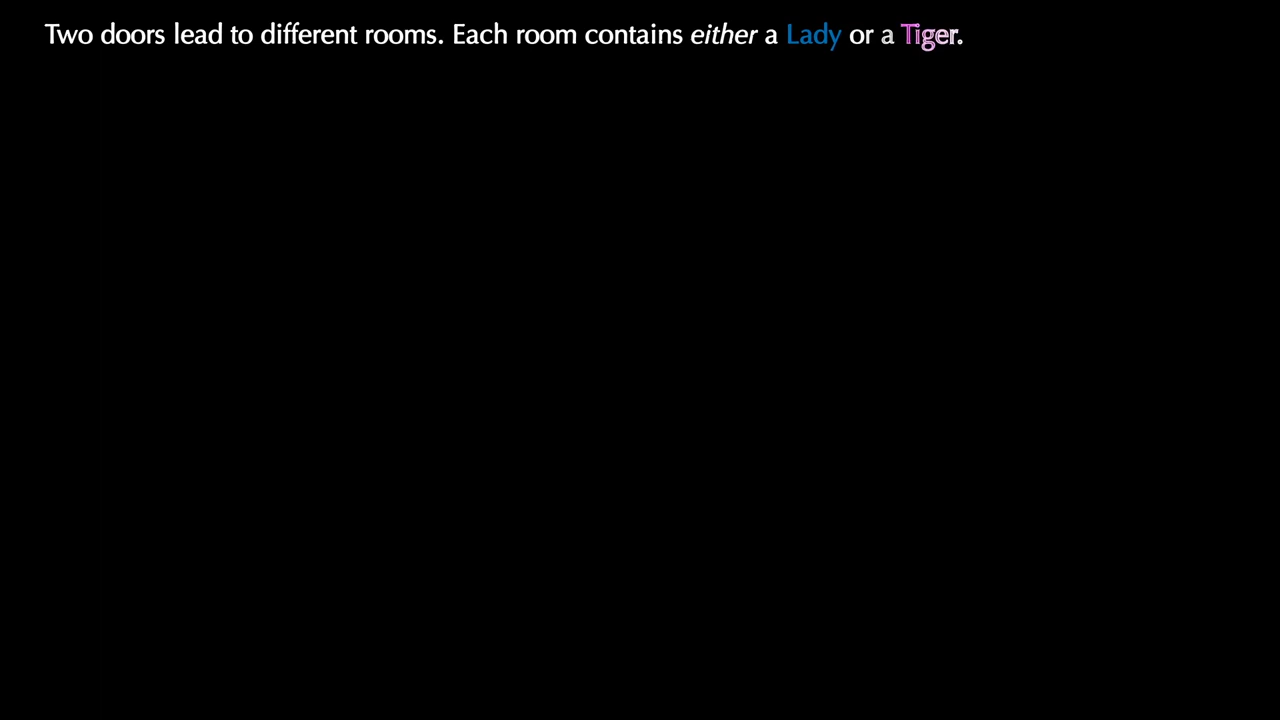 Two doors lead to different rooms. Each room contains either a Lady or a Tiger.